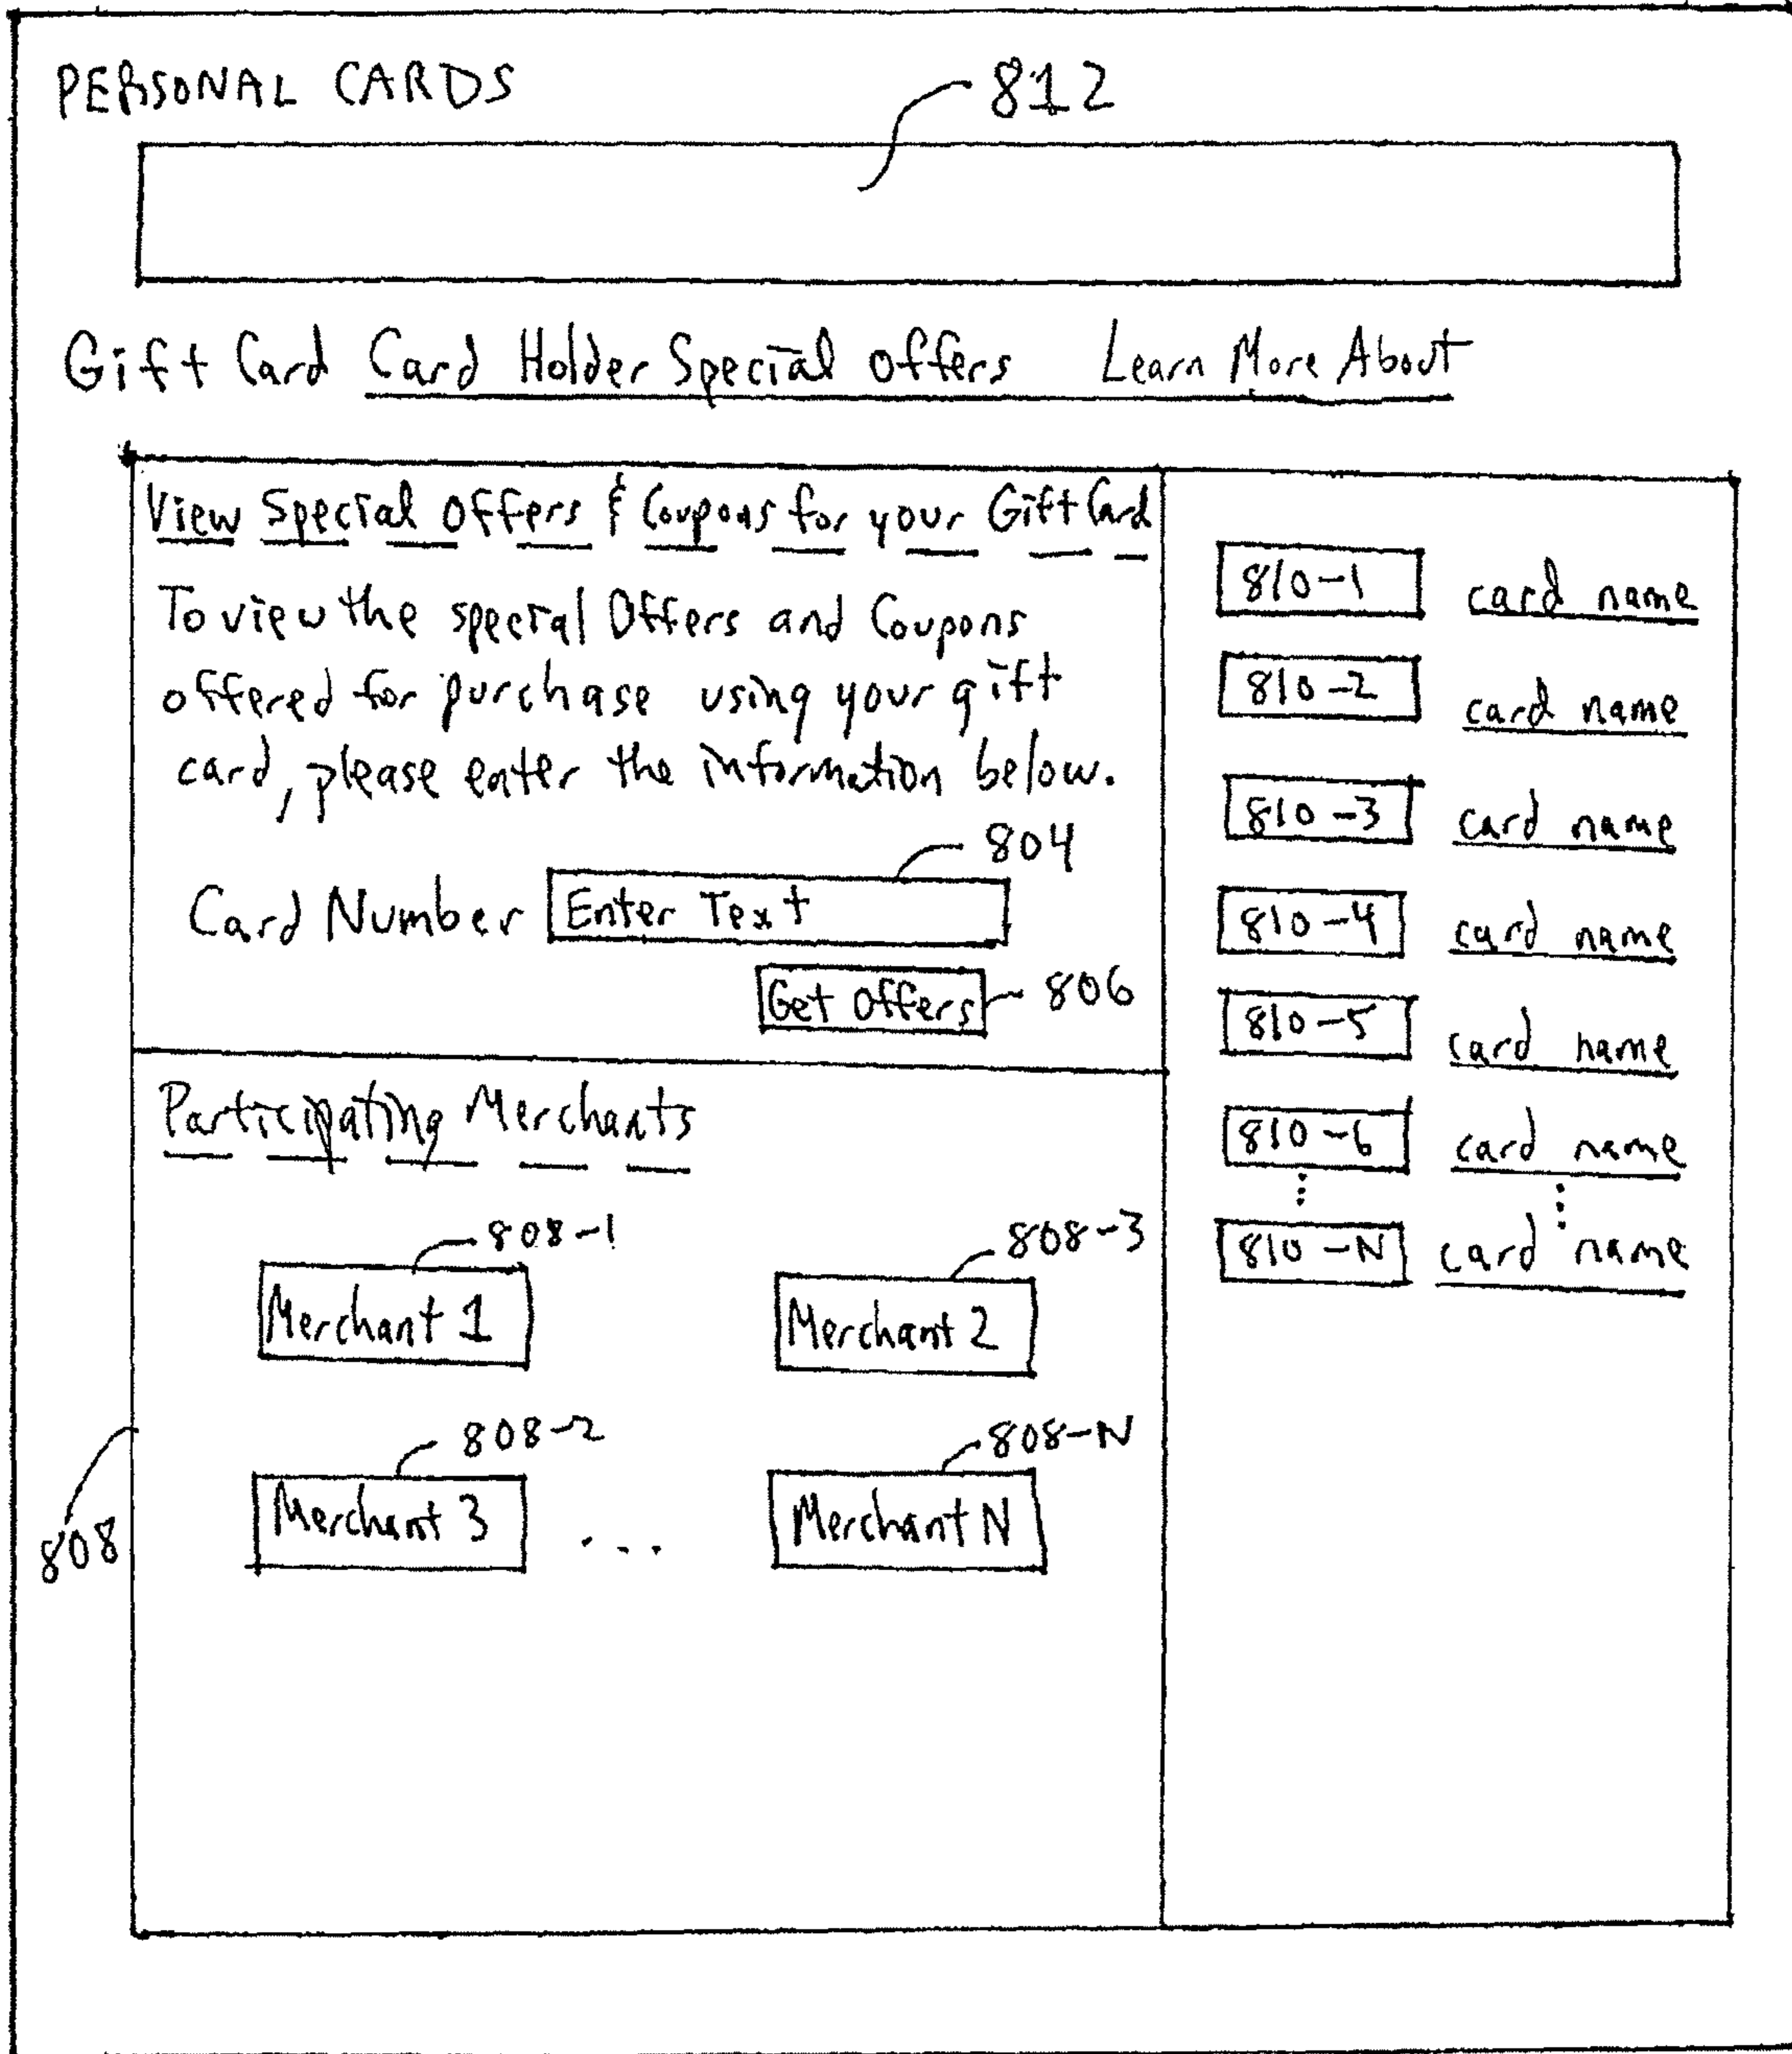 PERSONAL CARDS
812
Gift Card Card Holder Special Offers Learn More About
View Special Offers & Coupons for your Gift Card
To view the special Offers and Coupons
offered for purchase using your gift
card, please enter the information below.
804
Card Number Enter Text
Get Offers 806
Participating Merchants
808-1 808-3
Merchant 1 Merchant 2
808-2 808-N
Merchant 3 ... Merchant N
808
810-1 card name
810-2 card name
810-3 card name
810-4 card name
810-5 card name
810-6 card name
810-N card name